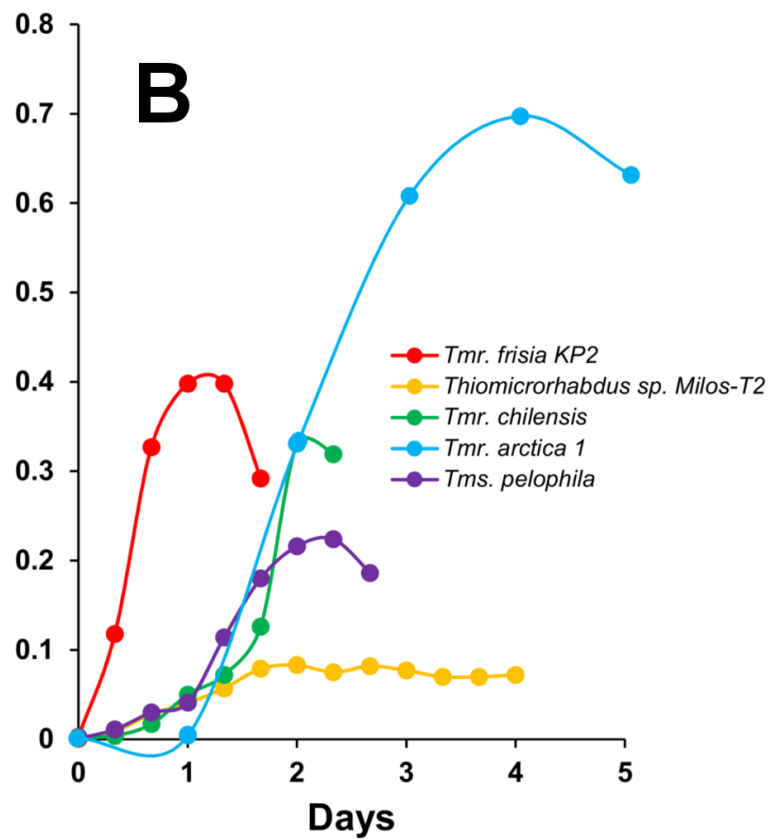 0.8
B
0.7
0.6
0.5
0.4
0.3
0.2
0.1
0
Tmr. frisia KP2
Thiomicrorhabdus sp. Milos-T2
Tmr. chilensis
Tmr. arctica 1
Tms. pelophila
0 1 2 3 4 5
Days